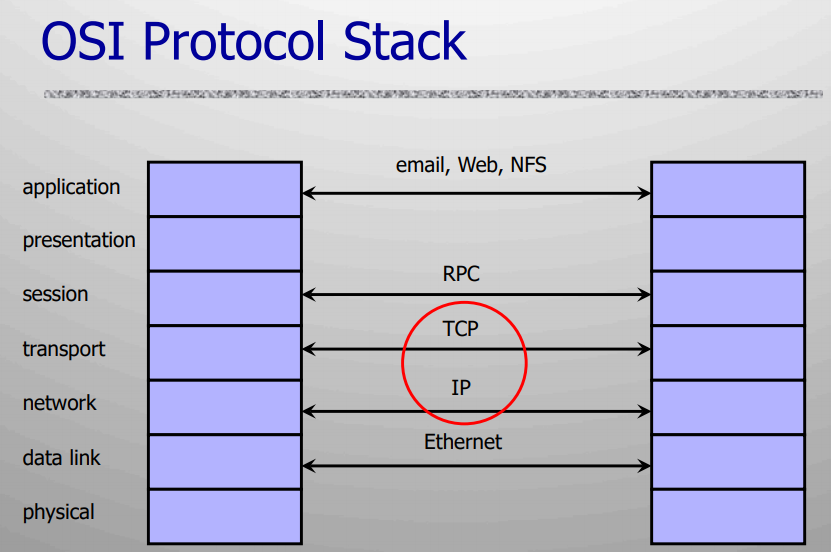 OSI Protocol Stack
application
email, Web, NFS
presentation
session
RPC
transport
TCP
network
IP
data link
Ethernet
physical